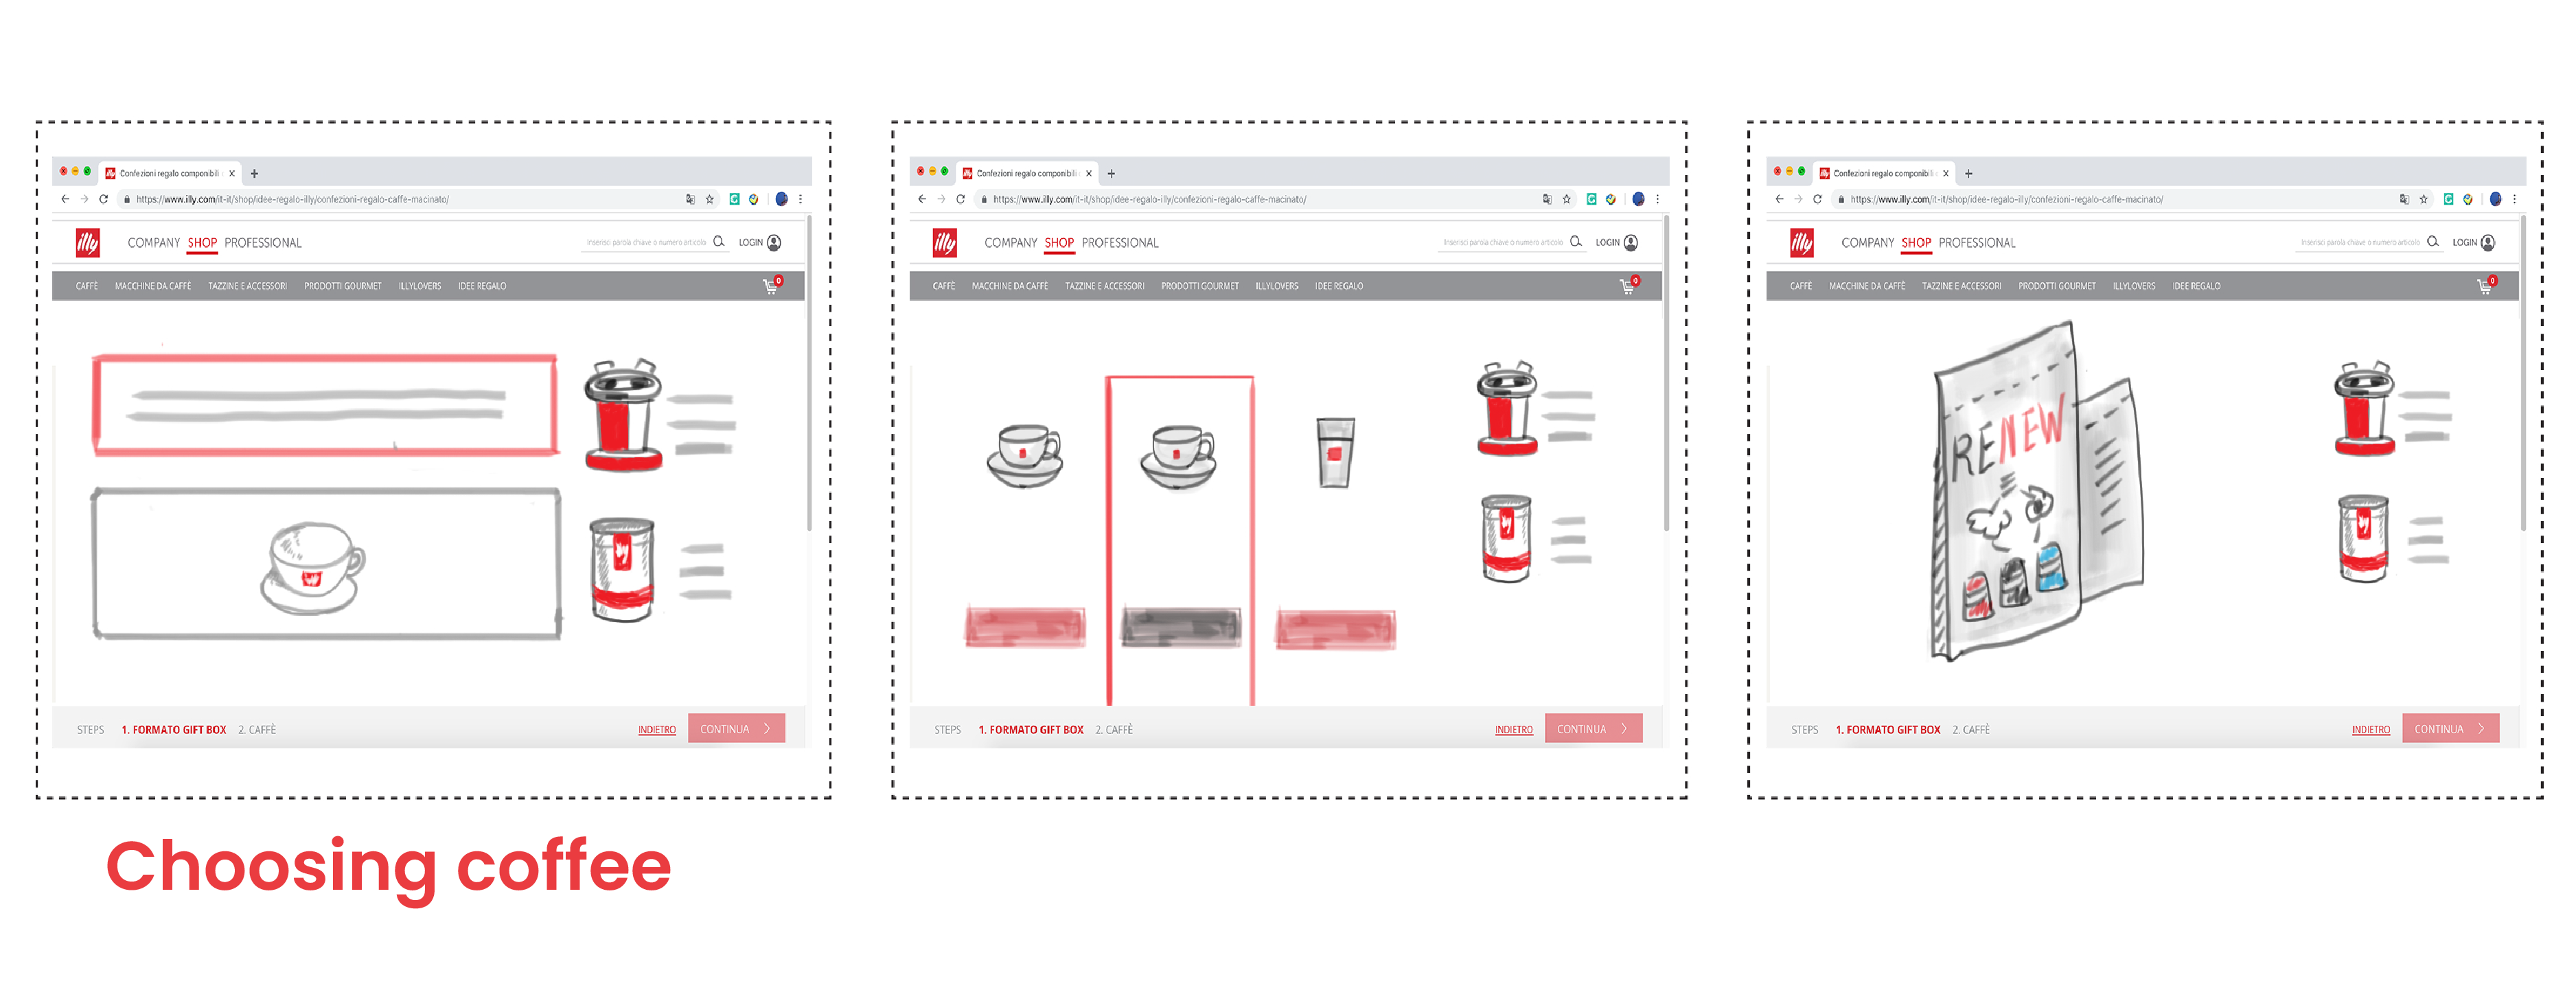 Confezioni regalo componibili
https://www.illy.com/it-it/shop/idee-regalo-illy/confezioni-regalo-caffe-macinato/
illy COMPANY SHOP PROFESSIONAL Inserisci parola chiave o numero articolo LOGIN
CAFFÈ MACCHINE DA CAFFÈ TAZZINE E ACCESSORI PRODOTTI GOURMET ILLYLOVERS IDEE REGALO 0
illy
STEPS 1. FORMATO GIFT BOX 2. CAFFÈ INDIETRO CONTINUA
Confezioni regalo componibili
https://www.illy.com/it-it/shop/idee-regalo-illy/confezioni-regalo-caffe-macinato/
illy COMPANY SHOP PROFESSIONAL Inserisci parola chiave o numero articolo LOGIN
CAFFÈ MACCHINE DA CAFFÈ TAZZINE E ACCESSORI PRODOTTI GOURMET ILLYLOVERS IDEE REGALO 0
STEPS 1. FORMATO GIFT BOX 2. CAFFÈ INDIETRO CONTINUA
Confezioni regalo componibili
https://www.illy.com/it-it/shop/idee-regalo-illy/confezioni-regalo-caffe-macinato/
illy COMPANY SHOP PROFESSIONAL Inserisci parola chiave o numero articolo LOGIN
CAFFÈ MACCHINE DA CAFFÈ TAZZINE E ACCESSORI PRODOTTI GOURMET ILLYLOVERS IDEE REGALO 0
RENEW
STEPS 1. FORMATO GIFT BOX 2. CAFFÈ INDIETRO CONTINUA
Choosing coffee